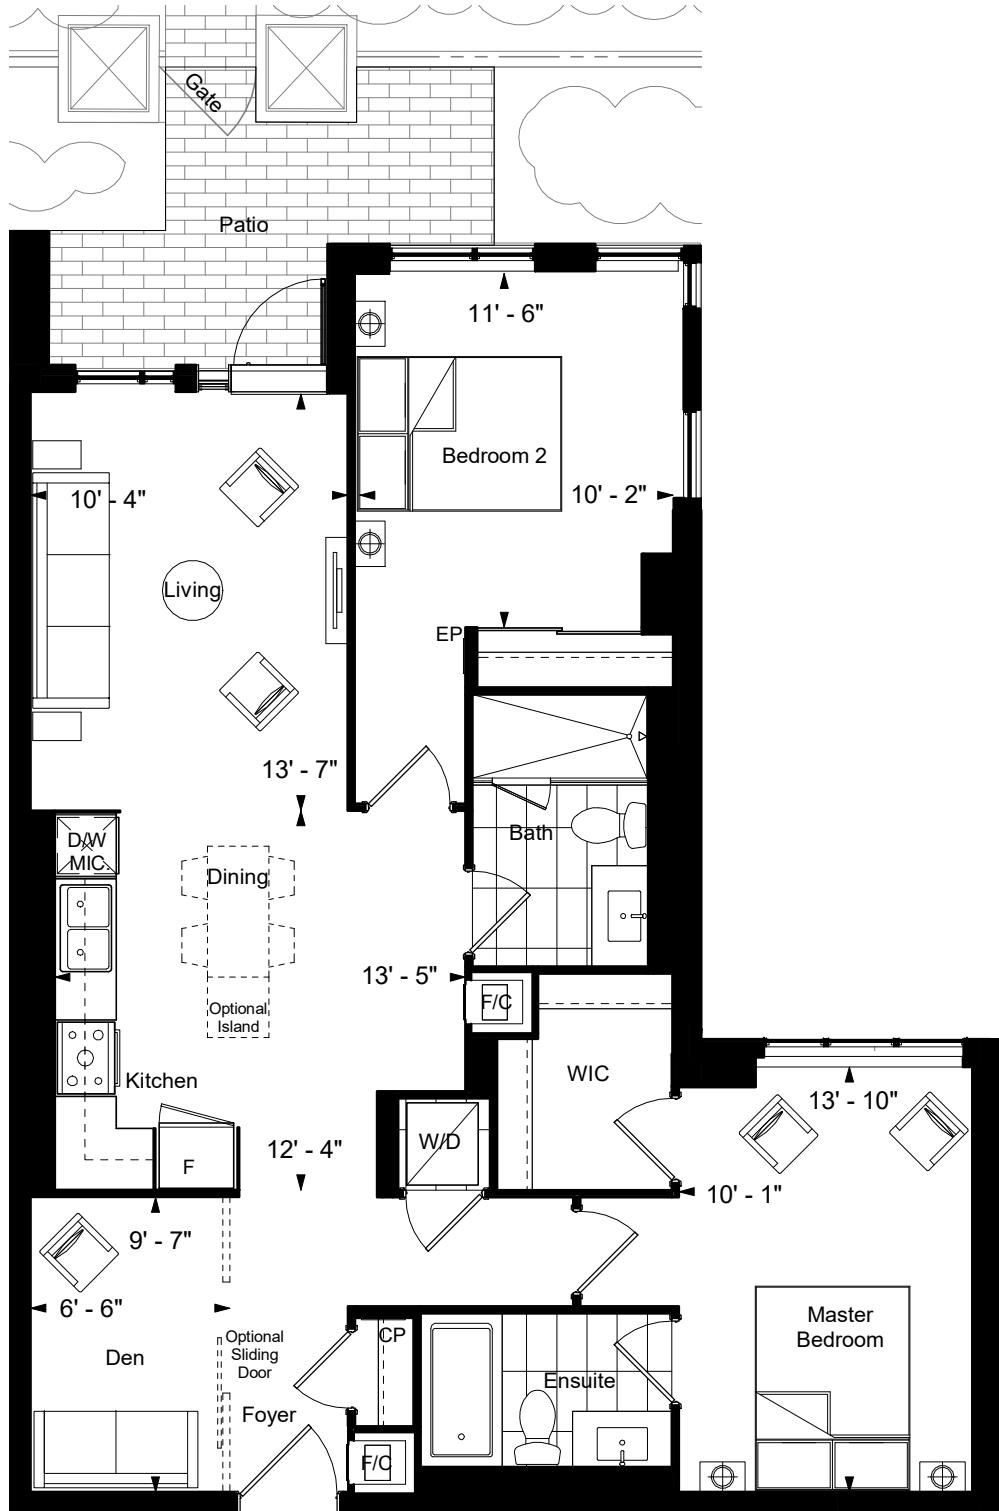 Gate
Patio
11' - 6"
Bedroom 2
10' - 4"
10' - 2"
Living
EP
13' - 7"
D/W
MIC.
Dining
Bath
13' - 5"
F/C
Optional
Island
Kitchen
WIC
13' - 10"
W/D
12' - 4"
F
10' - 1"
9' - 7"
6' - 6"
Master
Bedroom
CP
Optional
Sliding
Door
Den
Ensuite
Foyer
F/C